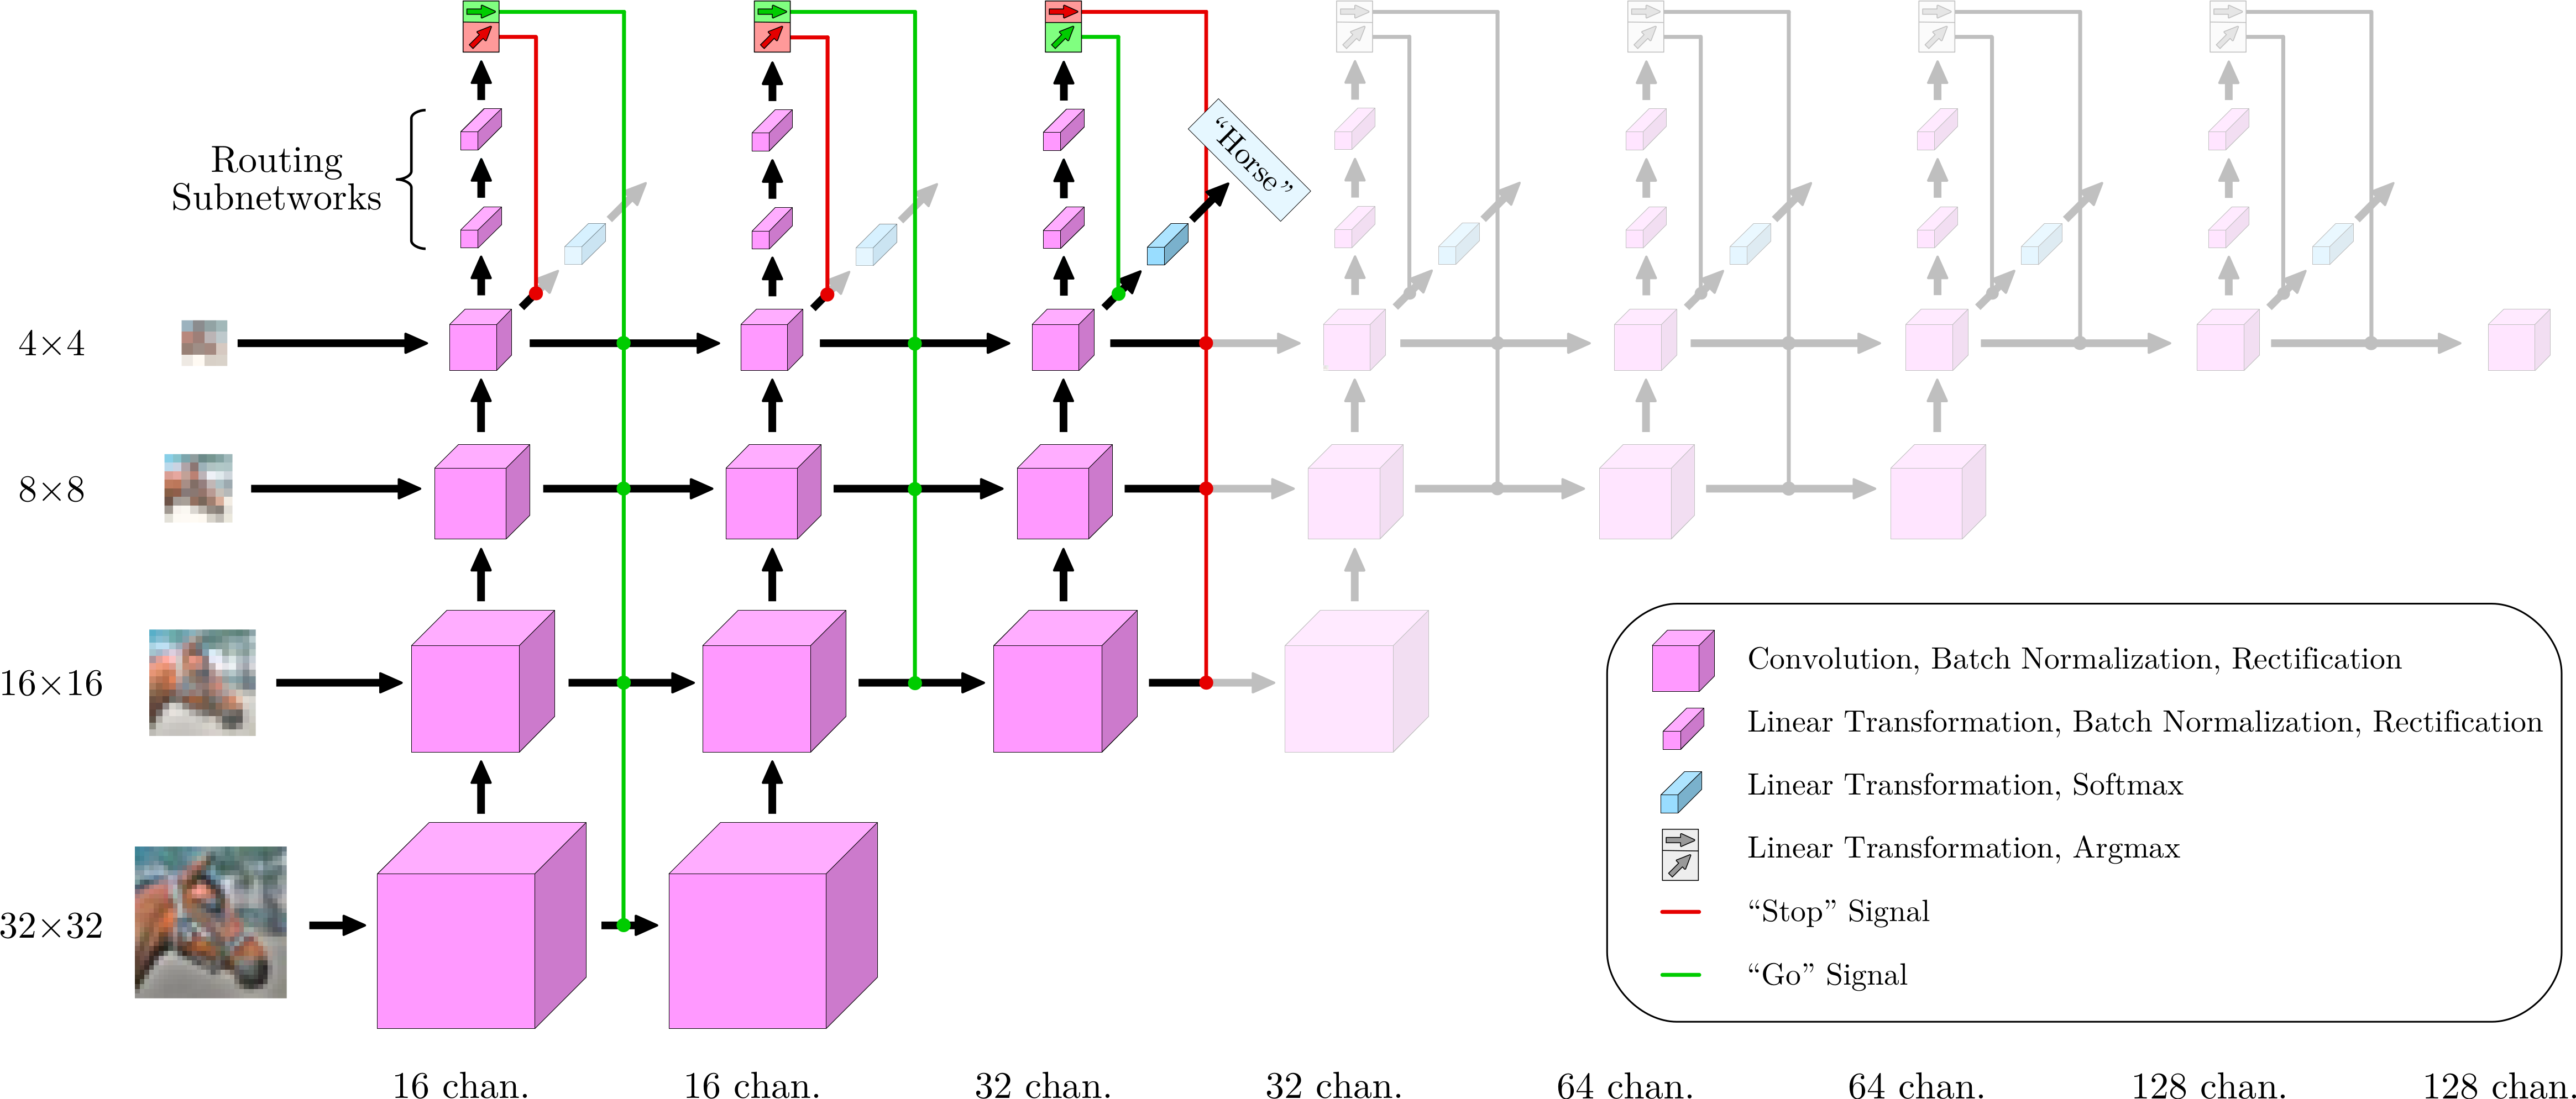 Routing
Subnetworks
“Horse”
4×4
8×8
16×16
32×32
Convolution, Batch Normalization, Rectification
Linear Transformation, Batch Normalization, Rectification
Linear Transformation, Softmax
Linear Transformation, Argmax
“Stop” Signal
“Go” Signal
16 chan.
16 chan.
32 chan.
32 chan.
64 chan.
64 chan.
128 chan.
128 chan.